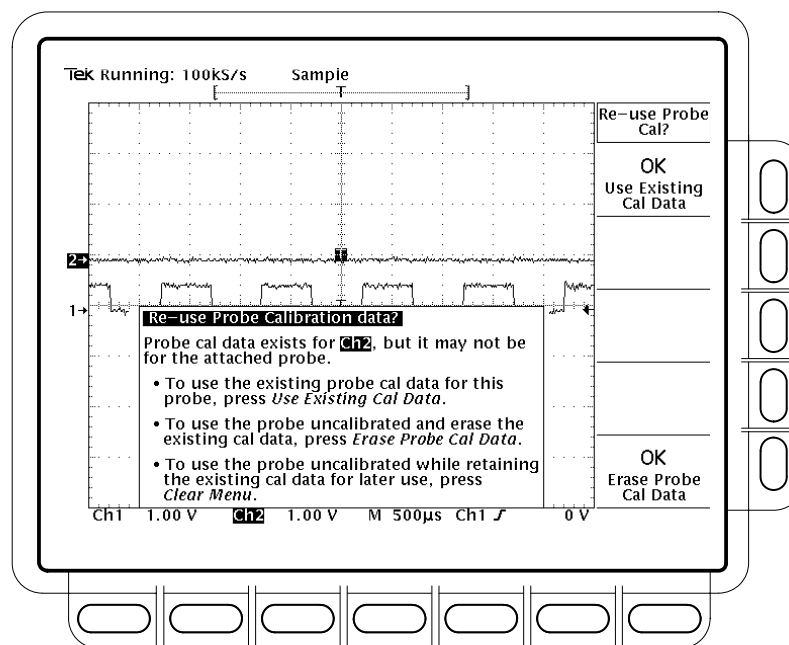 Tek Running: 100kS/s Sample
[ T ]
Re-use Probe
Cal?
OK
Use Existing
Cal Data
T
2→
1→
Re-use Probe Calibration data?
Probe cal data exists for Ch2, but it may not be
for the attached probe.
• To use the existing probe cal data for this
probe, press Use Existing Cal Data.
• To use the probe uncalibrated and erase the
existing cal data, press Erase Probe Cal Data.
• To use the probe uncalibrated while retaining
the existing cal data for later use, press
Clear Menu.
OK
Erase Probe
Cal Data
Ch1 1.00 V Ch2 1.00 V M 500µs Ch1 ƒ 0 V